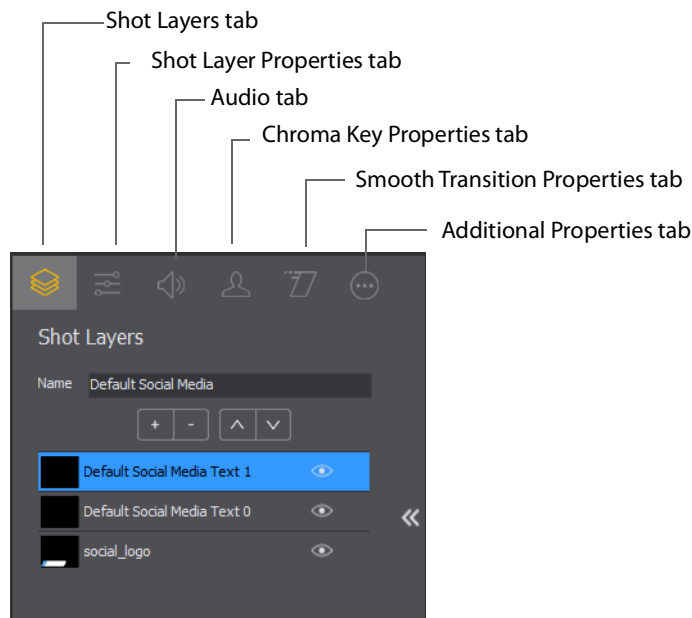 Shot Layers tab
Shot Layer Properties tab
Audio tab
Chroma Key Properties tab
Smooth Transition Properties tab
Additional Properties tab
Shot Layers
Name Default Social Media
+ -
Default Social Media Text 1
Default Social Media Text 0
social_logo